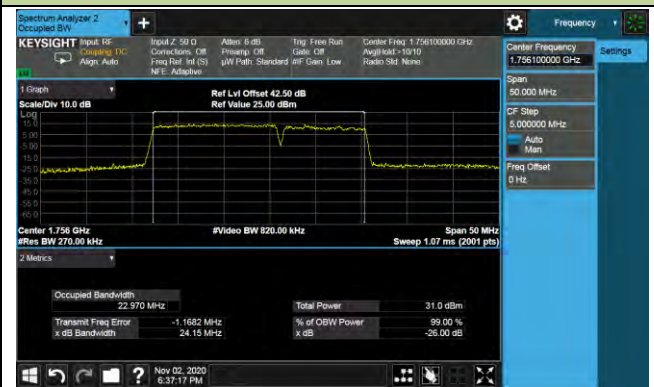 Spectrum Analyzer 2
Occupied BW
Frequency
KEYSIGHT
Input: RF
Coupling: DC
Align: Auto
Input Z: 50 Ω
Corrections: Off
Freq Ref: Int (S)
NFE: Adaptive
Atten: 6 dB
Preamp: Off
µW Path: Standard
Trig: Free Run
Gate: Off
#IF Gain: Low
Center Freq: 1.756100000 GHz
Avg|Hold:>10/10
Radio Std: None
Center Frequency
1.756100000 GHz
Settings
Span
50.000 MHz
CF Step
5.000000 MHz
Auto
Man
Freq Offset
0 Hz
1 Graph
Scale/Div 10.0 dB
Ref Lvl Offset 42.50 dB
Ref Value 25.00 dBm
Log
15.0
5.00
-5.00
-15.0
-25.0
-35.0
-45.0
-55.0
-65.0
Center 1.756 GHz
#Res BW 270.00 kHz
#Video BW 820.00 kHz
Span 50 MHz
Sweep 1.07 ms (2001 pts)
2 Metrics
Occupied Bandwidth
22.970 MHz
Total Power
31.0 dBm
Transmit Freq Error
-1.1682 MHz
% of OBW Power
99.00 %
x dB Bandwidth
24.15 MHz
x dB
-26.00 dB
?
Nov 02, 2020
6:37:17 PM